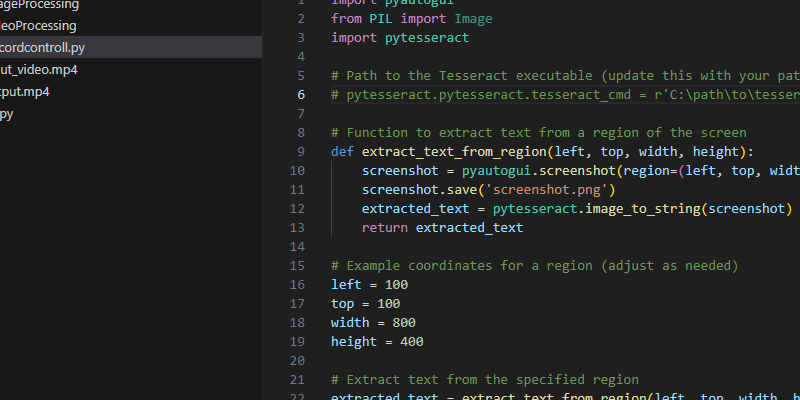 ageProcessing
deoProcessing
cordcontroll.py
ut_video.mp4
tput.mp4
py
1 import pyautogui
2 from PIL import Image
3 import pytesseract
4
5 # Path to the Tesseract executable (update this with your pat
6 # pytesseract.pytesseract.tesseract_cmd = r'C:\path\to\tesser
7
8 # Function to extract text from a region of the screen
9 def extract_text_from_region(left, top, width, height):
10 screenshot = pyautogui.screenshot(region=(left, top, widt
11 screenshot.save('screenshot.png')
12 extracted_text = pytesseract.image_to_string(screenshot)
13 return extracted_text
14
15 # Example coordinates for a region (adjust as needed)
16 left = 100
17 top = 100
18 width = 800
19 height = 400
20
21 # Extract text from the specified region
22 extracted_text = extract_text_from_region(left, top, width, h